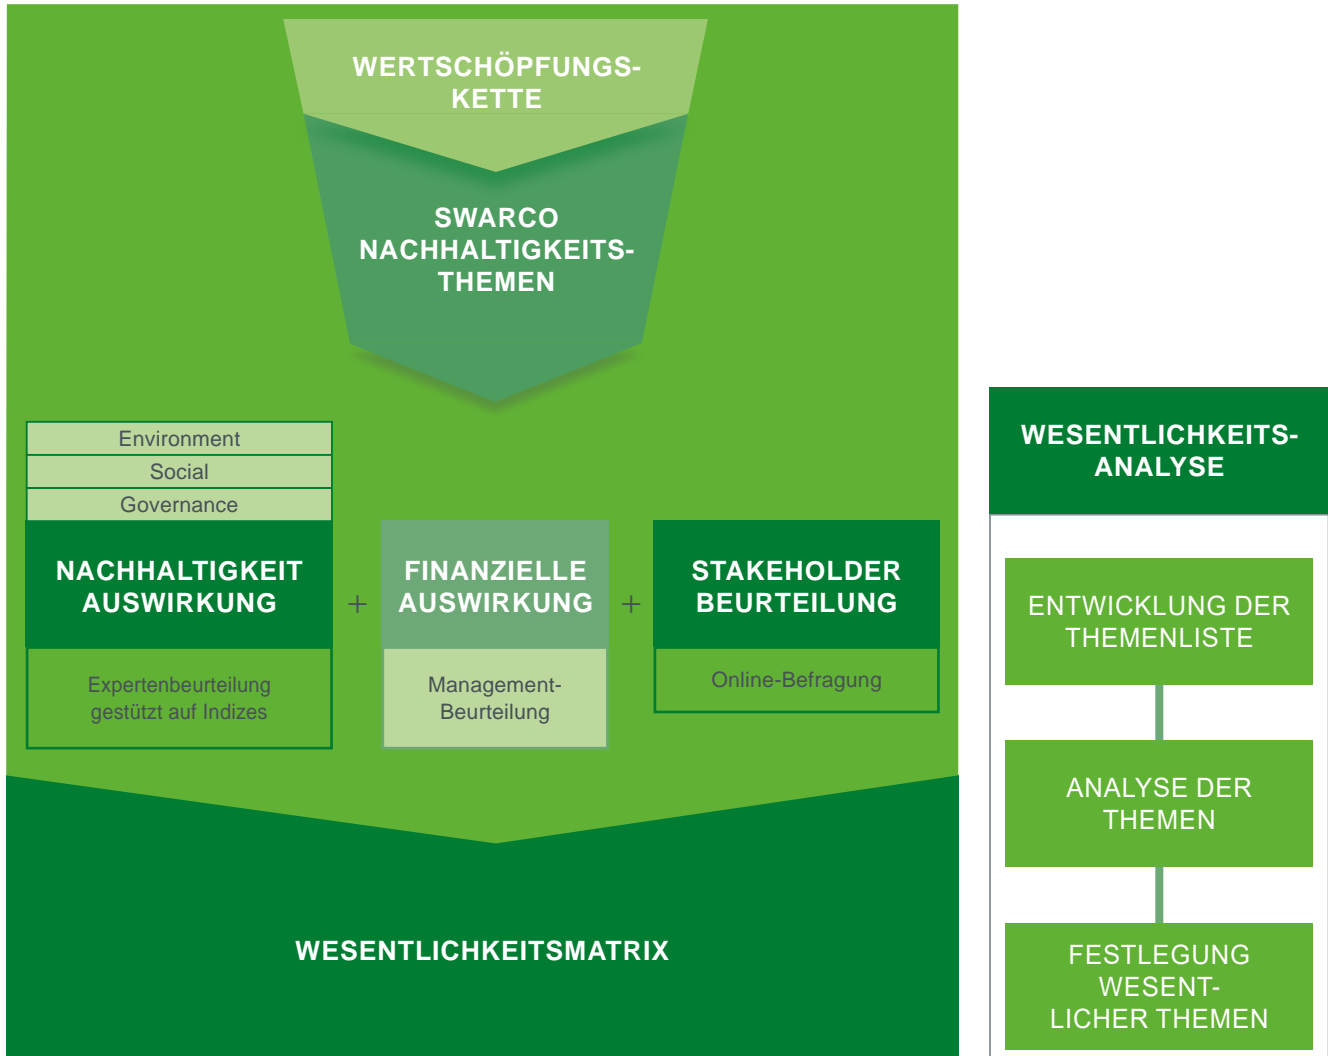 WERTSCHÖPFUNGS-
KETTE
SWARCO
NACHHALTIGKEITS-
THEMEN
Environment
Social
Governance
NACHHALTIGKEIT
AUSWIRKUNG
Expertenbeurteilung
gestützt auf Indizes
+
FINANZIELLE
AUSWIRKUNG
Management-
Beurteilung
+
STAKEHOLDER
BEURTEILUNG
Online-Befragung
WESENTLICHKEITSMATRIX
WESENTLICHKEITS-
ANALYSE
ENTWICKLUNG DER
THEMENLISTE
ANALYSE DER
THEMEN
FESTLEGUNG
WESENT-
LICHER THEMEN